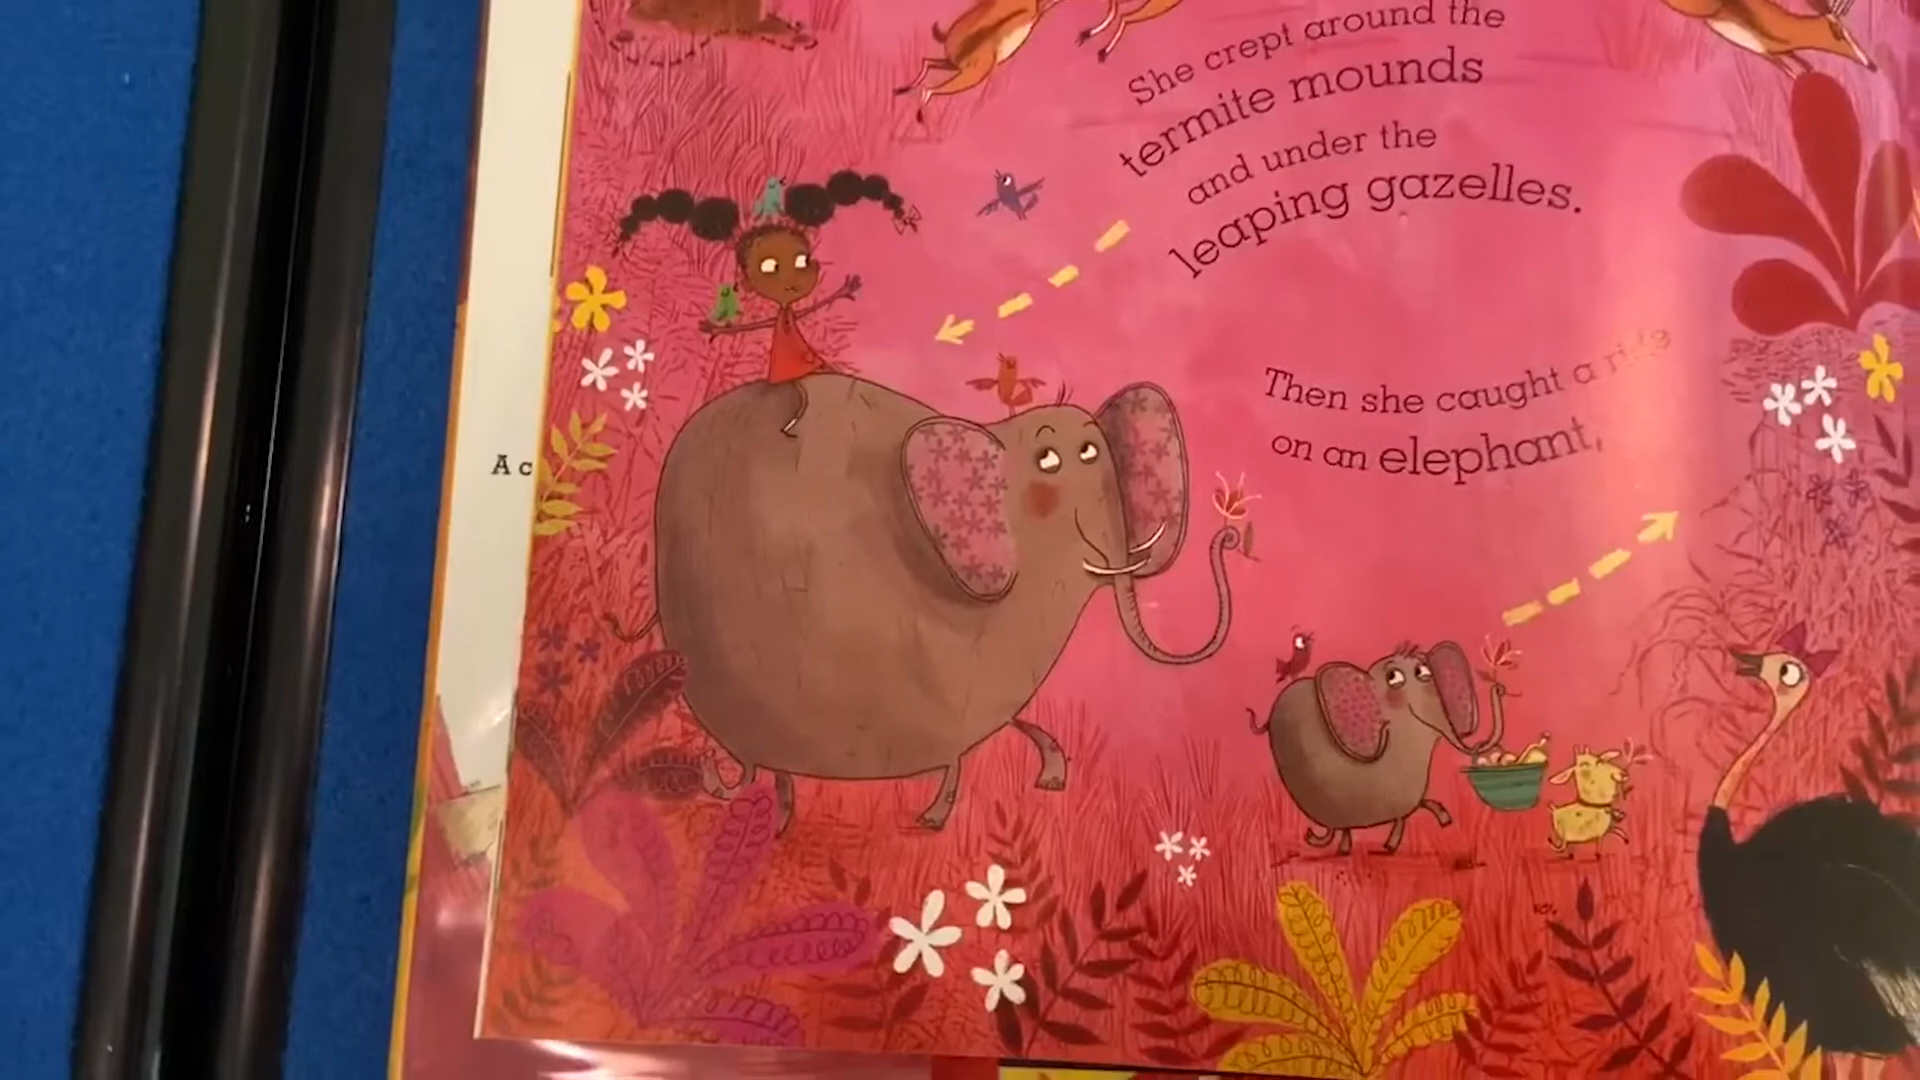 She crept around the
termite mounds
and under the
leaping gazelles.
Then she caught a ride
on an elephant,
A c